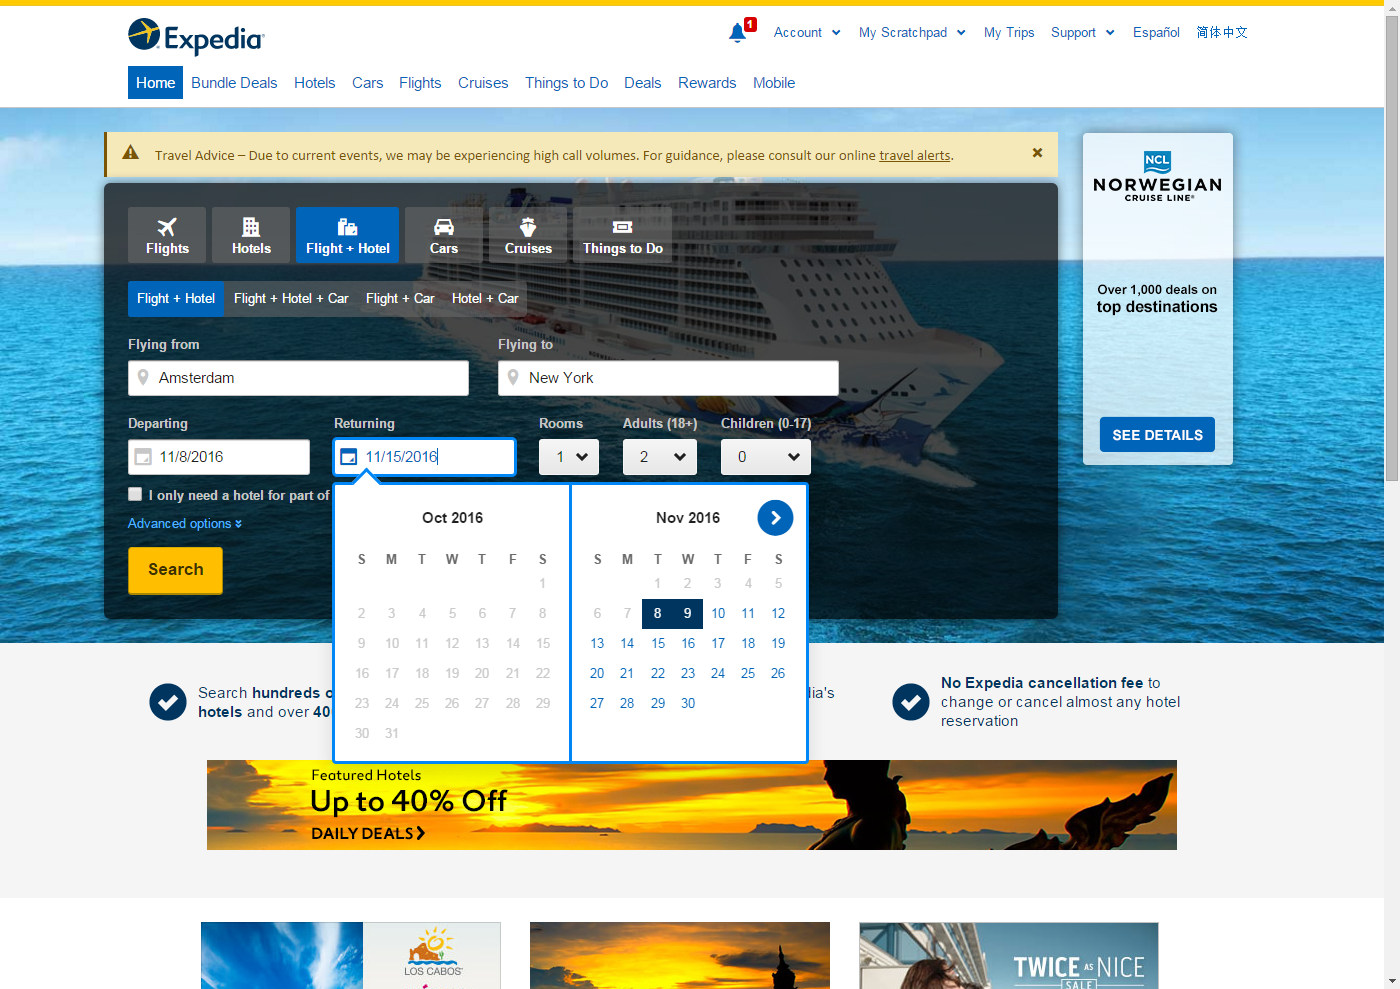 Expedia
1
Account
My Scratchpad
My Trips
Support
Español
简体中文
Home
Bundle Deals
Hotels
Cars
Flights
Cruises
Things to Do
Deals
Rewards
Mobile
Travel Advice – Due to current events, we may be experiencing high call volumes. For guidance, please consult our online travel alerts.
NCL
NORWEGIAN
CRUISE LINE®
Over 1,000 deals on
top destinations
SEE DETAILS
Flights
Hotels
Flight + Hotel
Cars
Cruises
Things to Do
Flight + Hotel
Flight + Hotel + Car
Flight + Car
Hotel + Car
Flying from
Flying to
Amsterdam
New York
Departing
Returning
Rooms
Adults (18+)
Children (0-17)
11/8/2016
11/15/2016
1
2
0
I only need a hotel for part of
Advanced options
Search
Oct 2016
S M T W T F S
1
2 3 4 5 6 7 8
9 10 11 12 13 14 15
16 17 18 19 20 21 22
23 24 25 26 27 28 29
30 31
Nov 2016
S M T W T F S
1 2 3 4 5
6 7 8 9 10 11 12
13 14 15 16 17 18 19
20 21 22 23 24 25 26
27 28 29 30
Search hundreds
hotels and over 40
ia's
No Expedia cancellation fee to
change or cancel almost any hotel
reservation
Featured Hotels
Up to 40% Off
DAILY DEALS
LOS CABOS
TWICE AS NICE
SALE